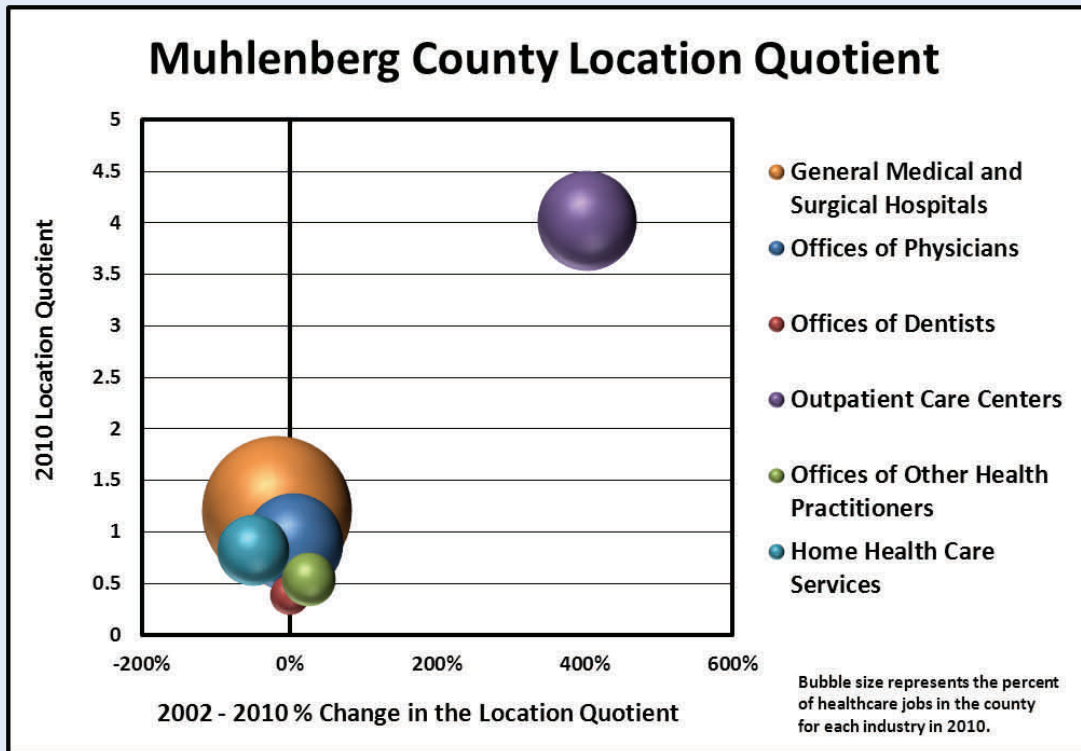 Muhlenberg County Location Quotient
5
4.5
4
3.5
3
2.5
2
1.5
1
0.5
0
2010 Location Quotient
-200%
0%
200%
400%
600%
2002 - 2010 % Change in the Location Quotient
General Medical and
Surgical Hospitals
Offices of Physicians
Offices of Dentists
Outpatient Care Centers
Offices of Other Health
Practitioners
Home Health Care
Services
Bubble size represents the percent
of healthcare jobs in the county
for each industry in 2010.